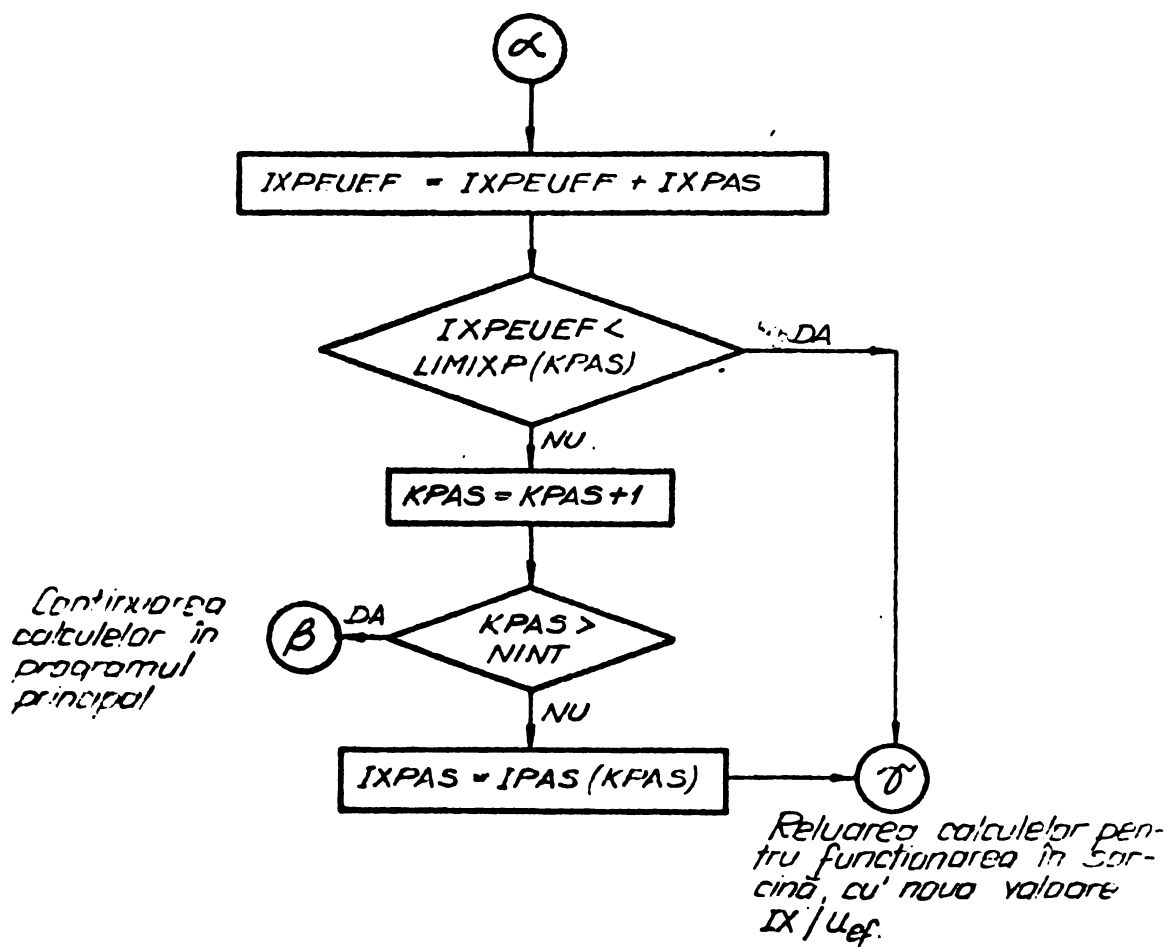 α
IXPEUEF = IXPEUEF + IXPAS
IXPEUEF <
LIMIXP(KPAS)
DA
NU.
KPAS = KPAS+1
Continuarea
calculelor în
programul
principal
β
DA
KPAS >
NINT
NU
IXPAS = IPAS (KPAS)
γ
Reluarea calculelor pen-
tru functionarea în sar-
cină, cu noua valoare
IX / Uef.